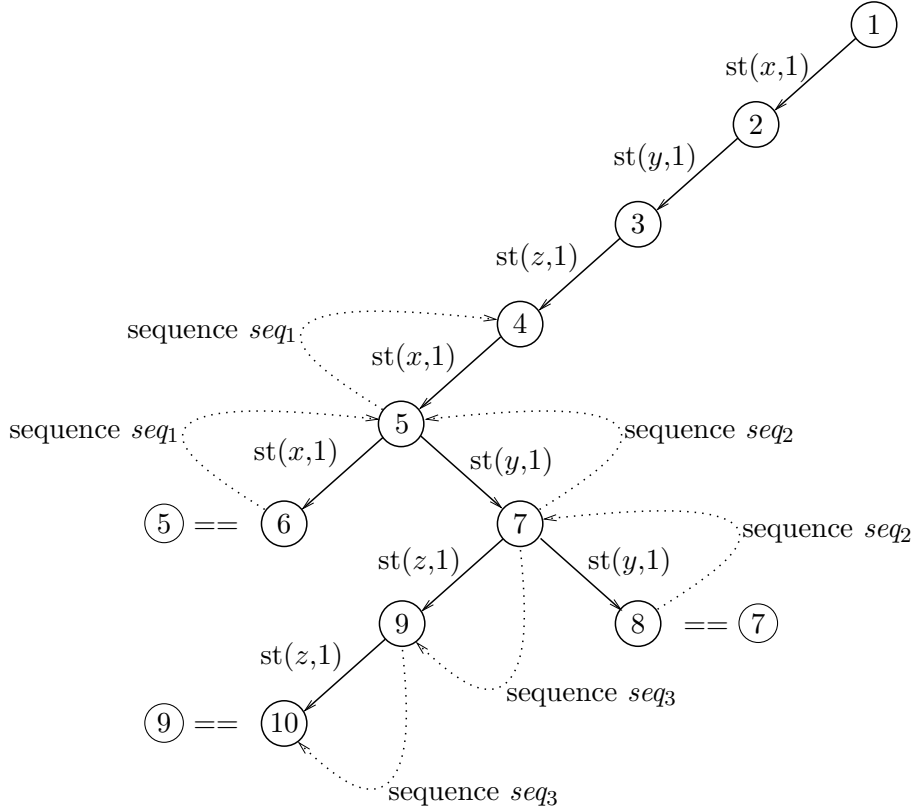 1
st(x,1)
2
st(y,1)
3
st(z,1)
4
sequence seq₁
st(x,1)
5
sequence seq₁
sequence seq₂
st(x,1)
st(y,1)
5 == 6
7
sequence seq₂
st(z,1)
st(y,1)
9
8 == 7
st(z,1)
sequence seq₃
9 == 10
sequence seq₃